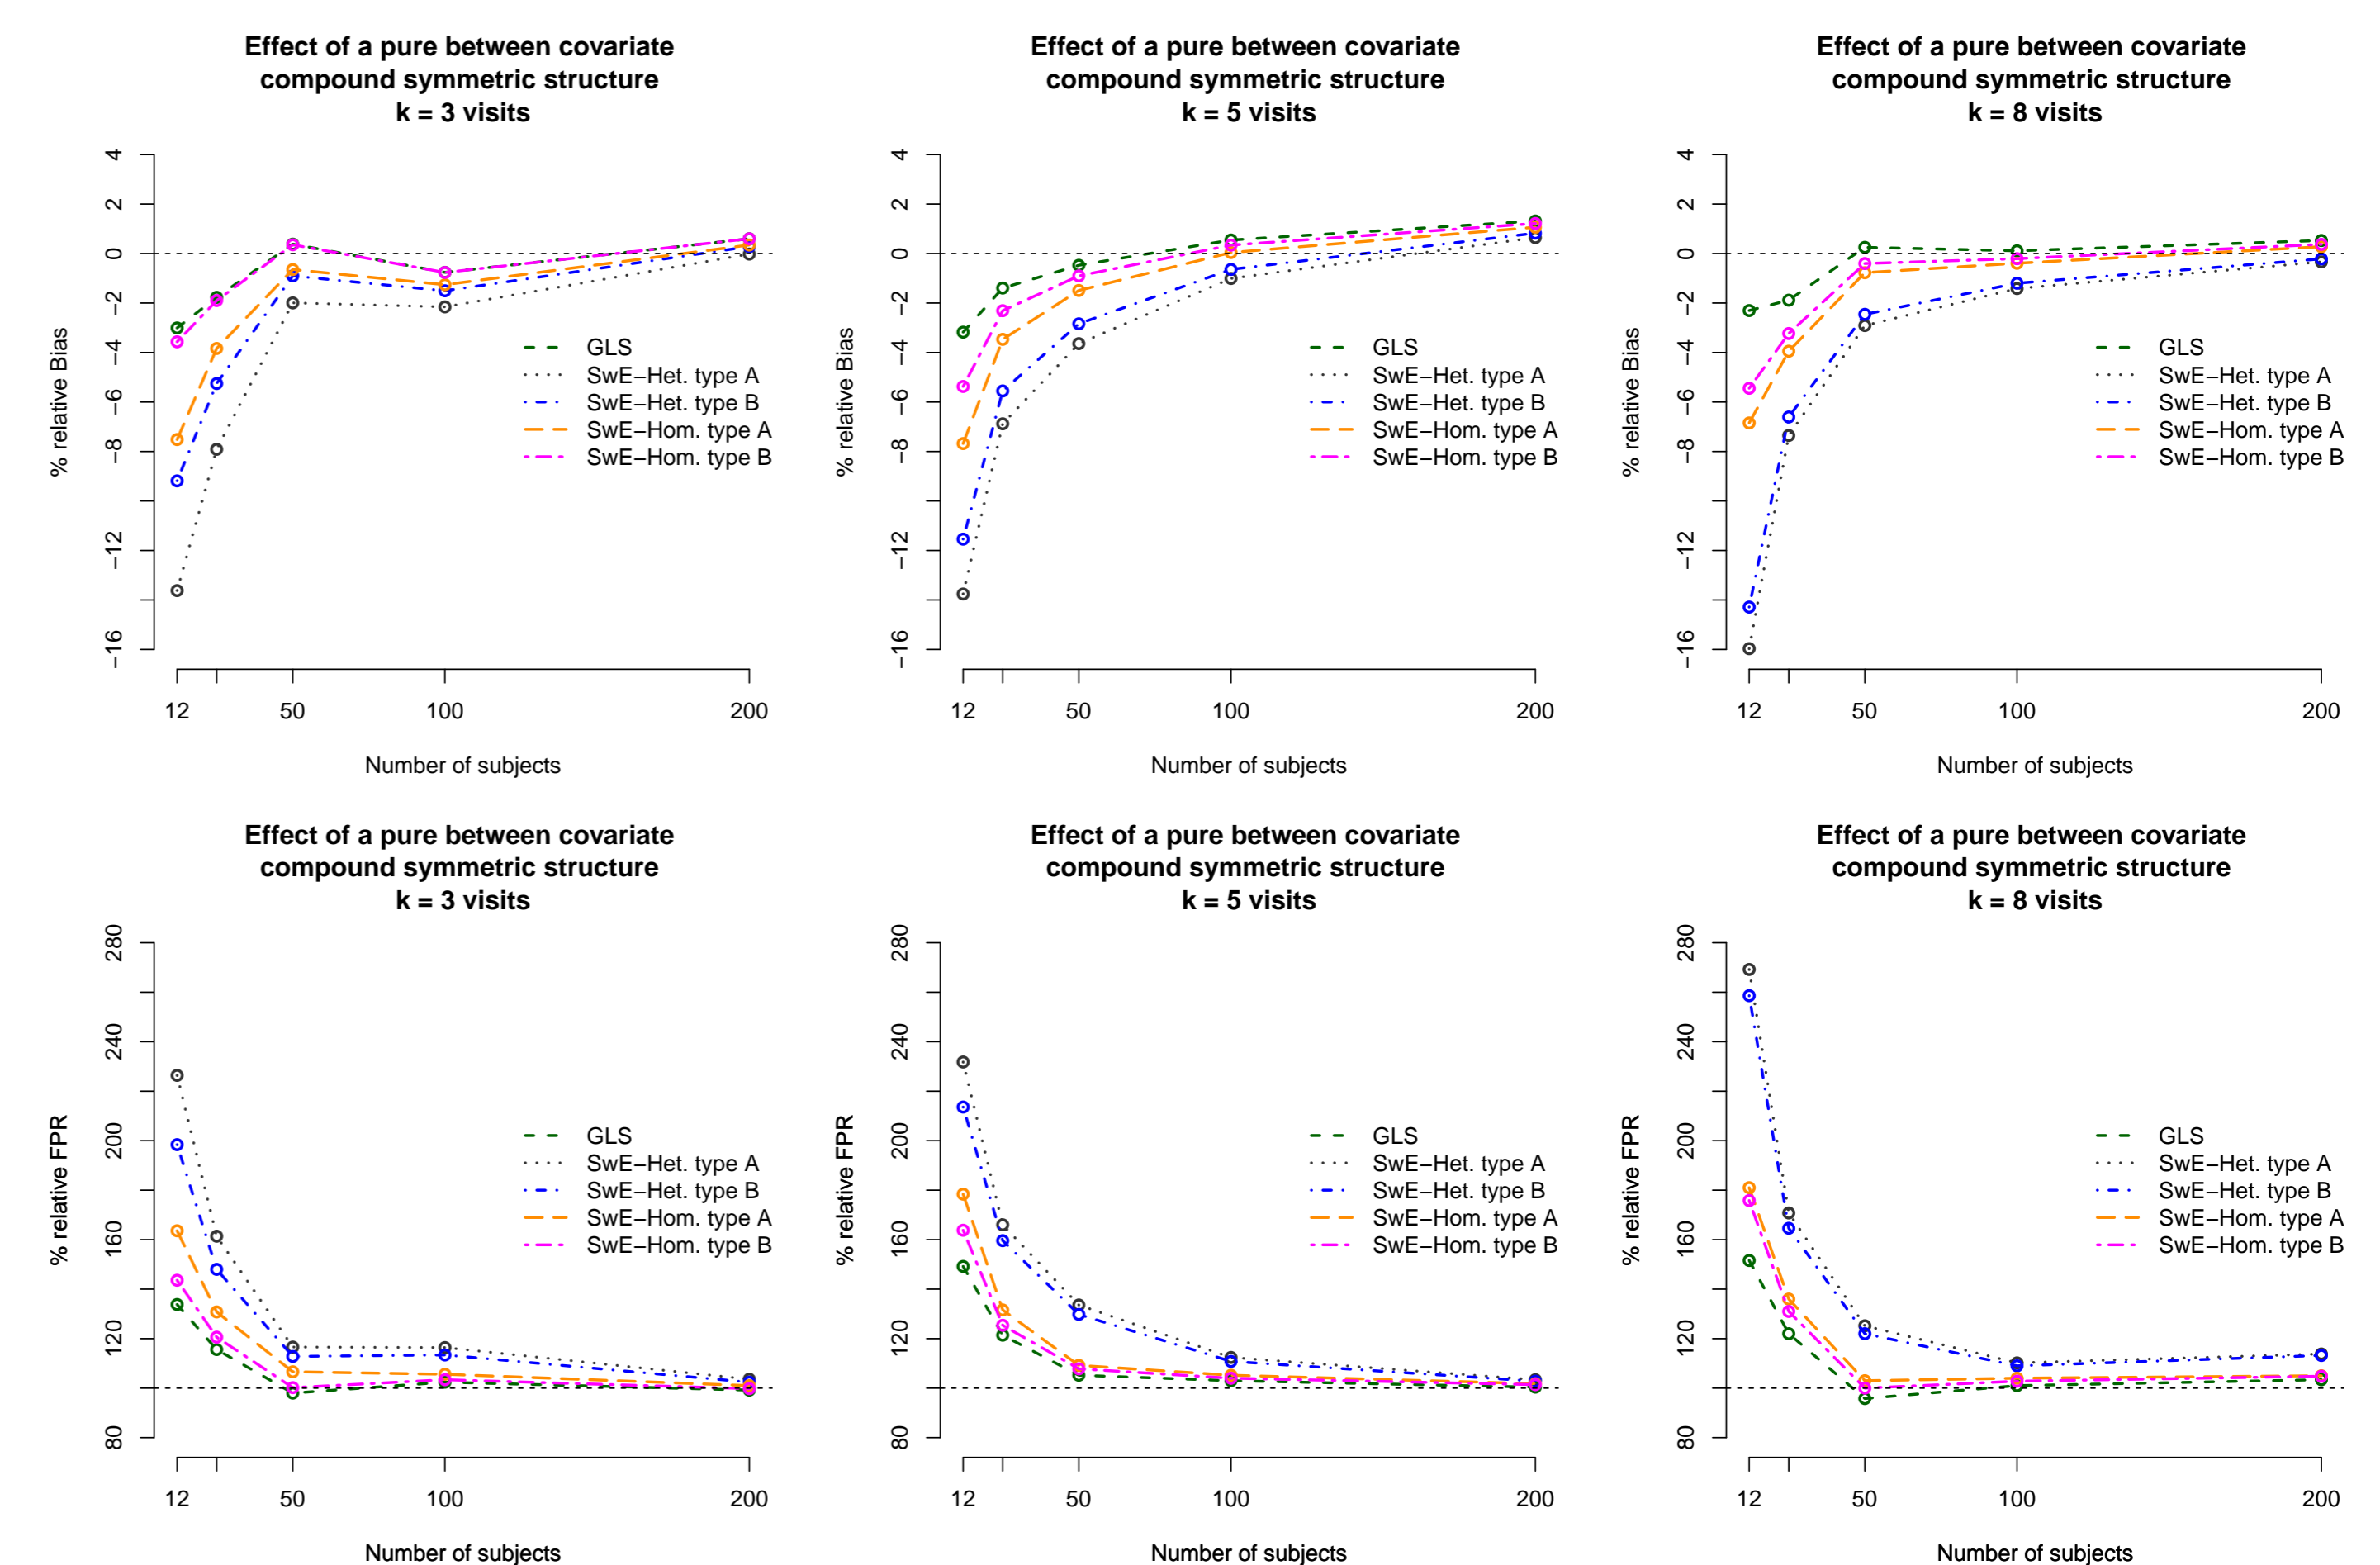 Effect of a pure between covariate
compound symmetric structure
k = 3 visits
% relative Bias
4
2
0
−2
−4
−6
−8
−12
−16
GLS
SwE−Het. type A
SwE−Het. type B
SwE−Hom. type A
SwE−Hom. type B
12 50 100 200
Number of subjects
Effect of a pure between covariate
compound symmetric structure
k = 5 visits
% relative Bias
4
2
0
−2
−4
−6
−8
−12
−16
GLS
SwE−Het. type A
SwE−Het. type B
SwE−Hom. type A
SwE−Hom. type B
12 50 100 200
Number of subjects
Effect of a pure between covariate
compound symmetric structure
k = 8 visits
% relative Bias
4
2
0
−2
−4
−6
−8
−12
−16
GLS
SwE−Het. type A
SwE−Het. type B
SwE−Hom. type A
SwE−Hom. type B
12 50 100 200
Number of subjects
Effect of a pure between covariate
compound symmetric structure
k = 3 visits
% relative FPR
280
240
200
160
120
80
GLS
SwE−Het. type A
SwE−Het. type B
SwE−Hom. type A
SwE−Hom. type B
12 50 100 200
Number of subjects
Effect of a pure between covariate
compound symmetric structure
k = 5 visits
% relative FPR
280
240
200
160
120
80
GLS
SwE−Het. type A
SwE−Het. type B
SwE−Hom. type A
SwE−Hom. type B
12 50 100 200
Number of subjects
Effect of a pure between covariate
compound symmetric structure
k = 8 visits
% relative FPR
280
240
200
160
120
80
GLS
SwE−Het. type A
SwE−Het. type B
SwE−Hom. type A
SwE−Hom. type B
12 50 100 200
Number of subjects